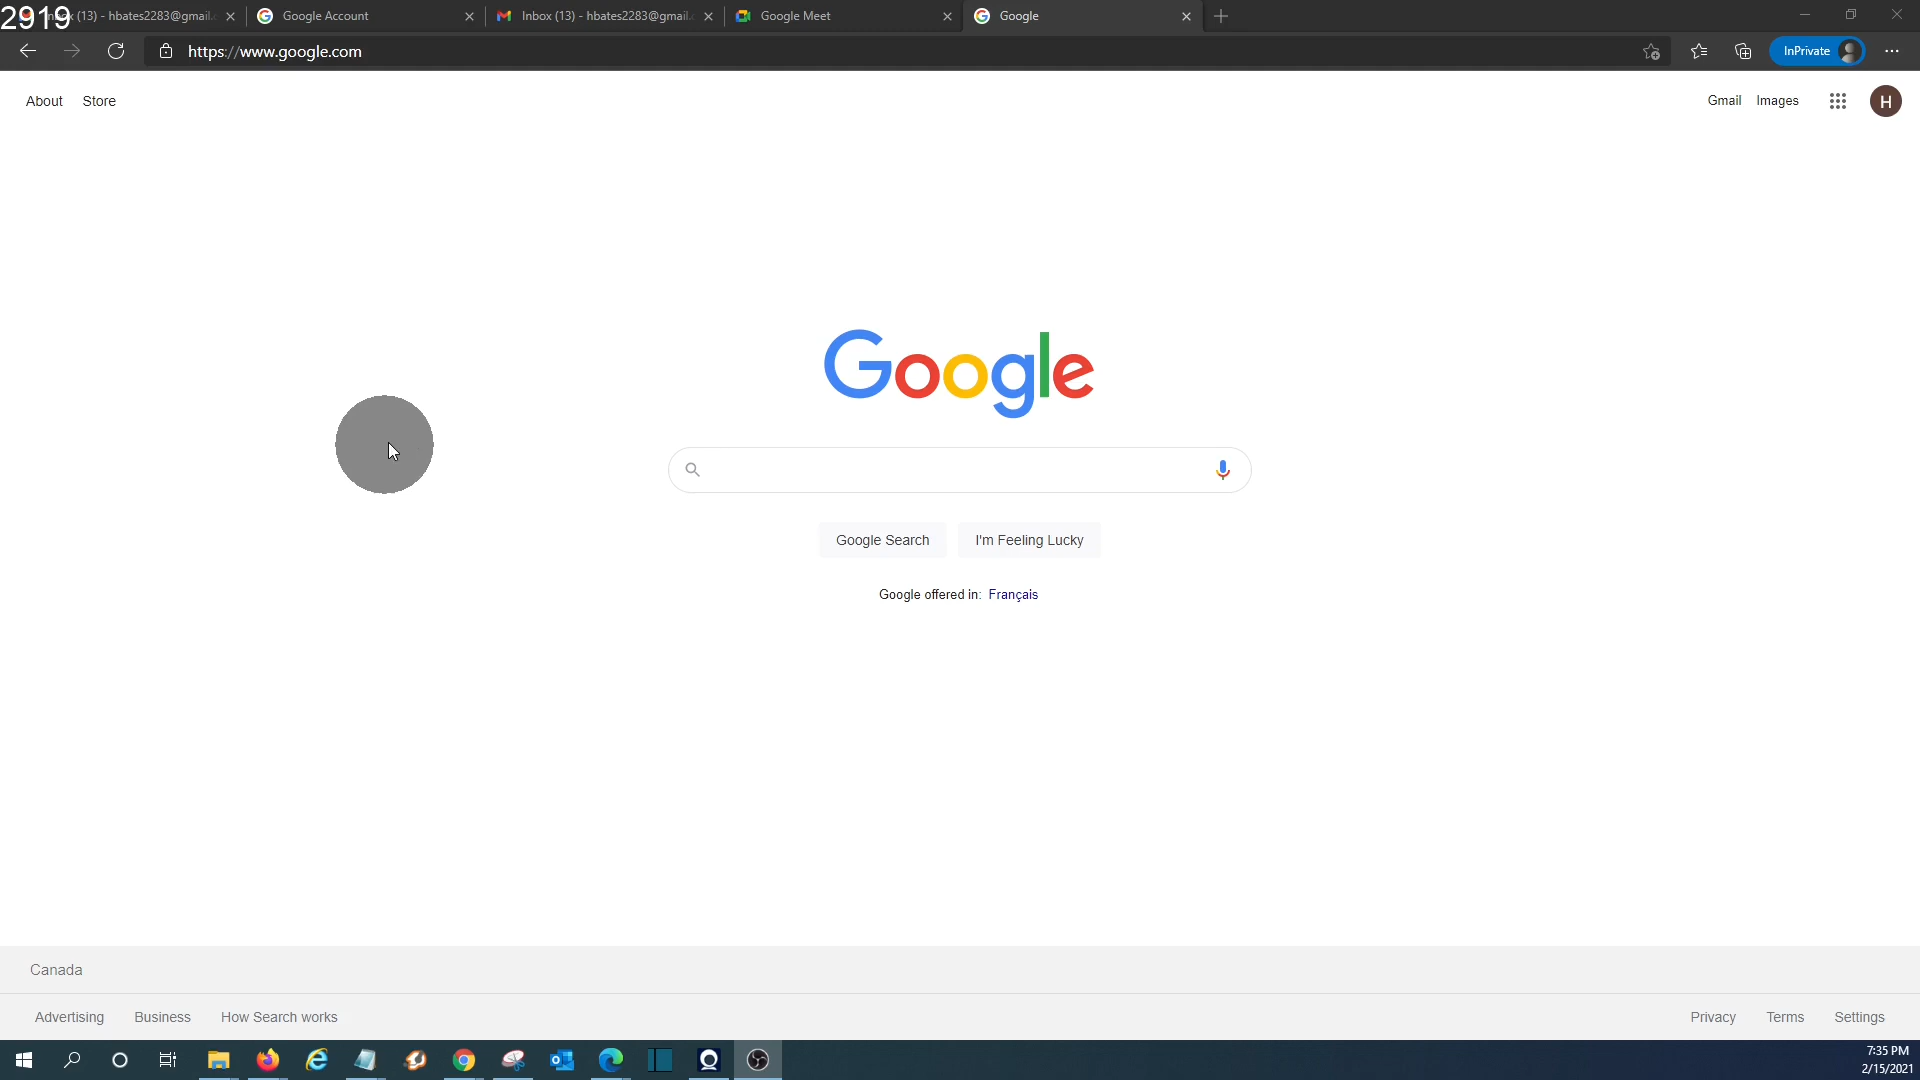 2919
(13) - hbates2283@gmail.c
Google Account
Inbox (13) - hbates2283@gmail.c
Google Meet
Google
https://www.google.com
InPrivate
About Store
Gmail Images
H
Google
Google Search I'm Feeling Lucky
Google offered in: Français
Canada
Advertising Business How Search works
Privacy Terms Settings
7:35 PM
2/15/2021